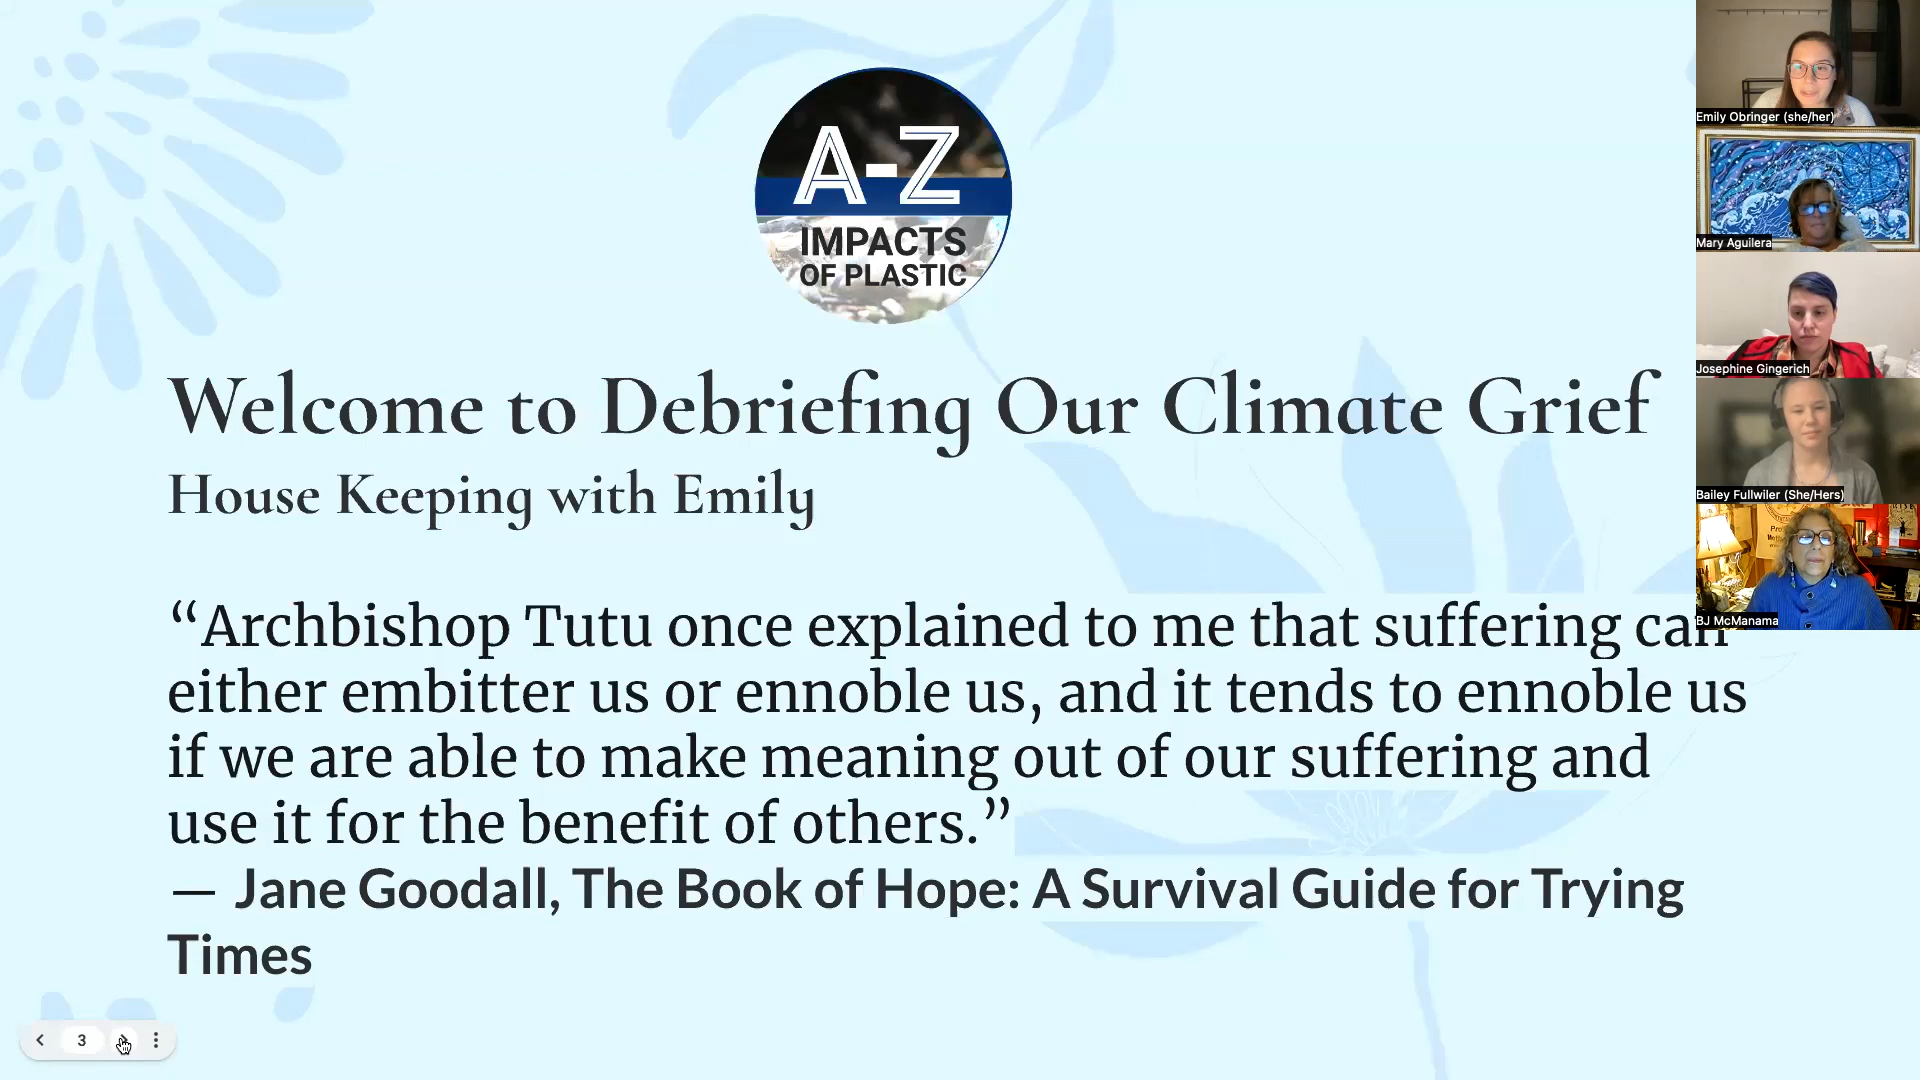 A-Z
IMPACTS
OF PLASTIC
Welcome to Debriefing Our Climate Grief
House Keeping with Emily
“Archbishop Tutu once explained to me that suffering can
either embitter us or ennoble us, and it tends to ennoble us
if we are able to make meaning out of our suffering and
use it for the benefit of others.”
— Jane Goodall, The Book of Hope: A Survival Guide for Trying
Times
3
Emily Obringer (she/her)
Mary Aguilera
Josephine Gingerich
Bailey Fullwiler (She/Hers)
BJ McManama